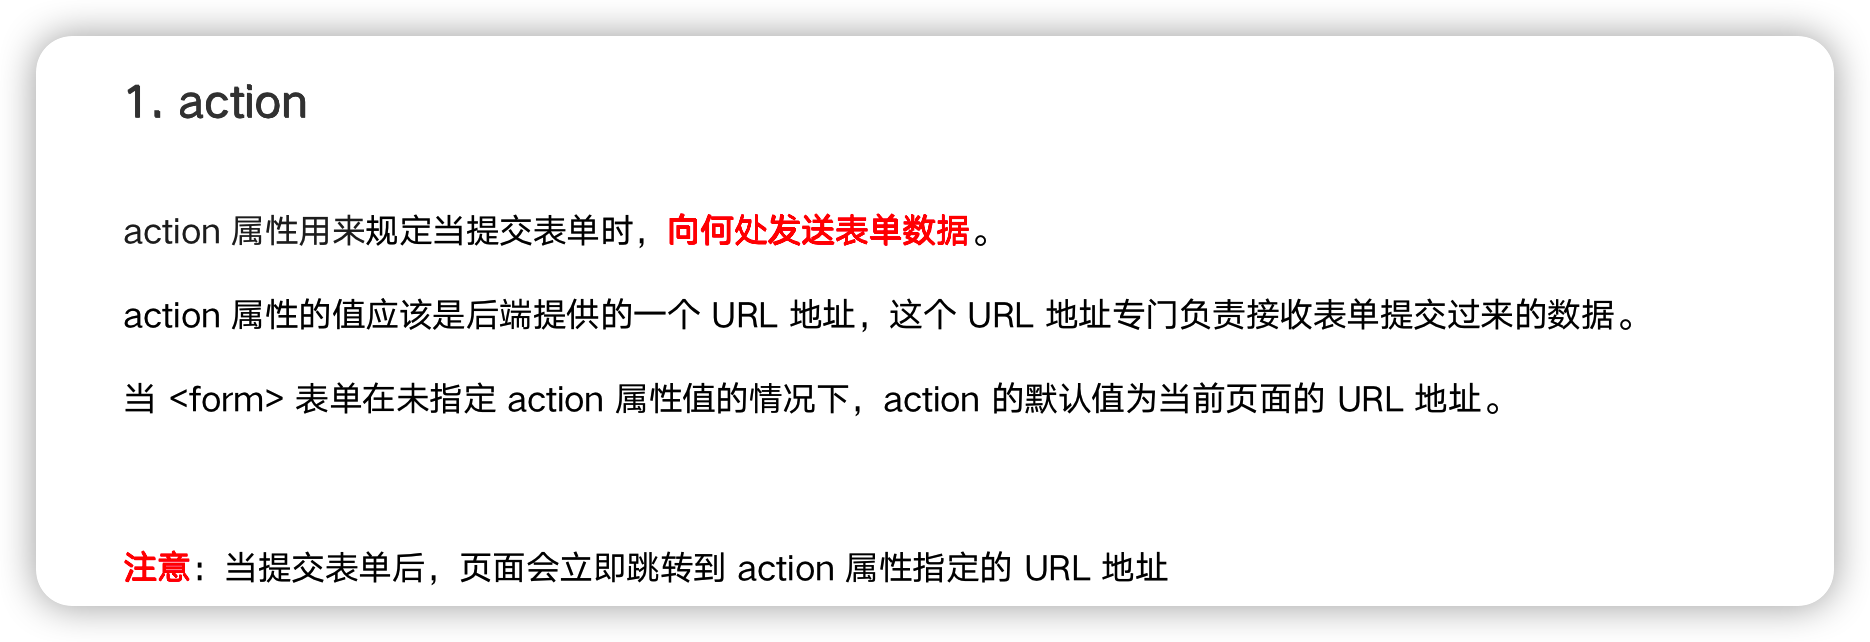 1. action
action 属性用来规定当提交表单时，向何处发送表单数据。
action 属性的值应该是后端提供的一个 URL 地址，这个 URL 地址专门负责接收表单提交过来的数据。
当 <form> 表单在未指定 action 属性值的情况下，action 的默认值为当前页面的 URL 地址。
注意：当提交表单后，页面会立即跳转到 action 属性指定的 URL 地址